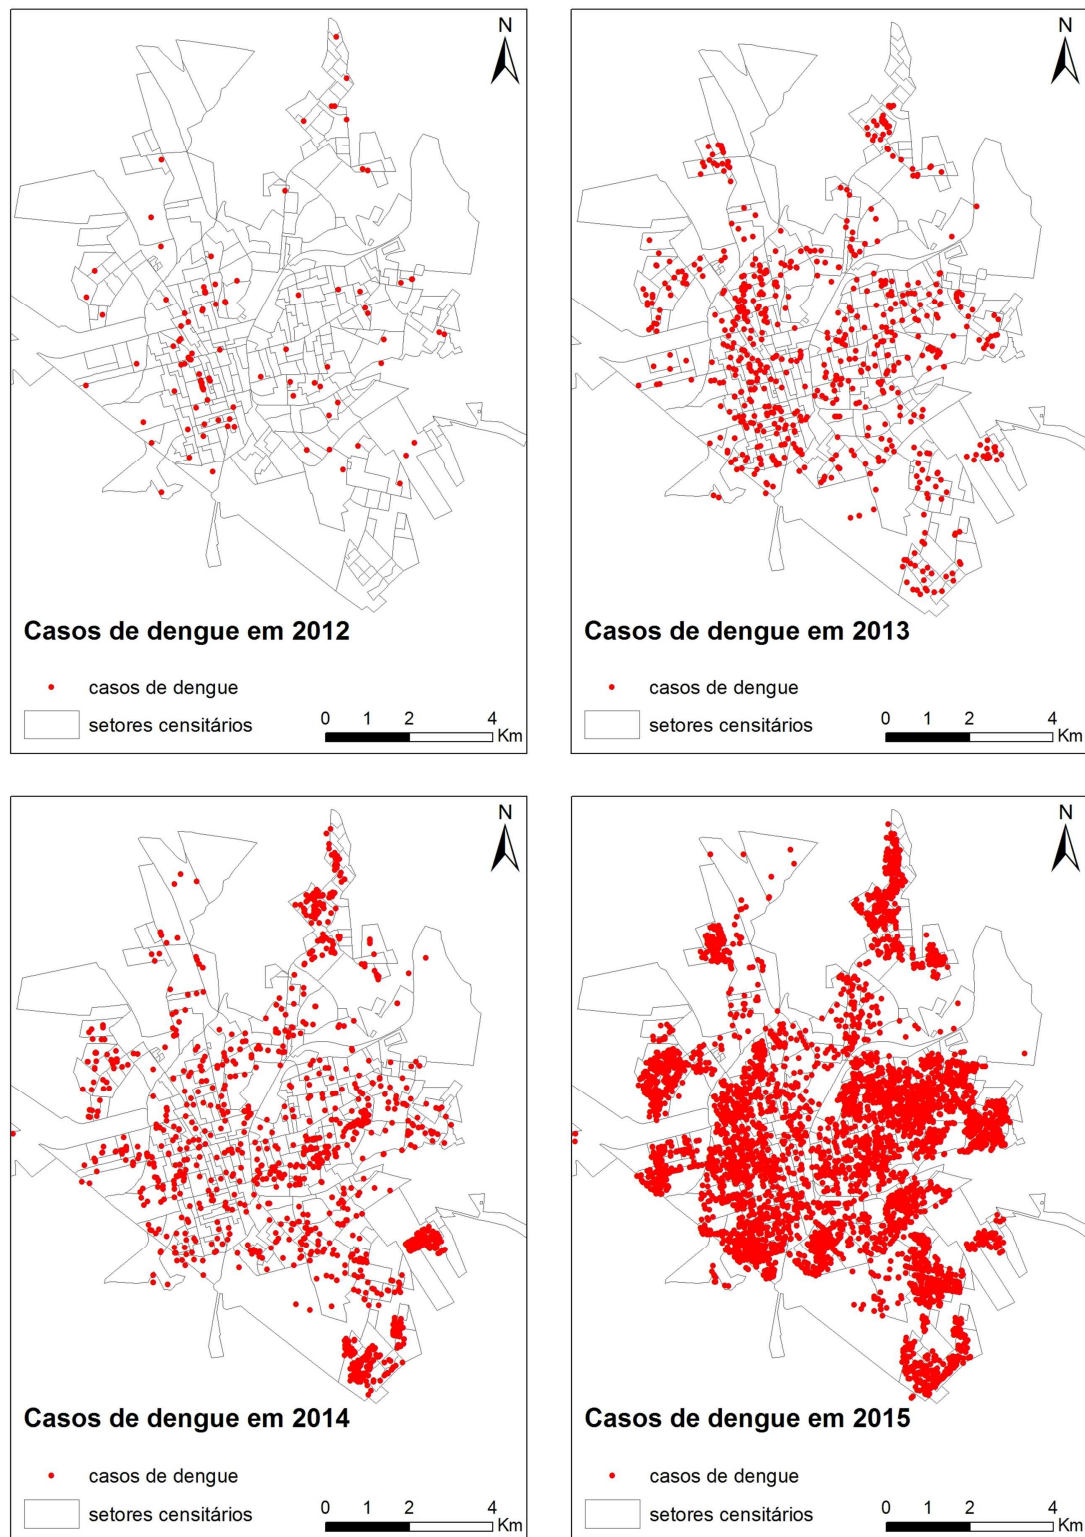 N
Casos de dengue em 2012
casos de dengue
setores censitários
0 1 2 4
Km
N
Casos de dengue em 2013
casos de dengue
setores censitários
0 1 2 4
Km
N
Casos de dengue em 2014
casos de dengue
setores censitários
0 1 2 4
Km
N
Casos de dengue em 2015
casos de dengue
setores censitários
0 1 2 4
Km